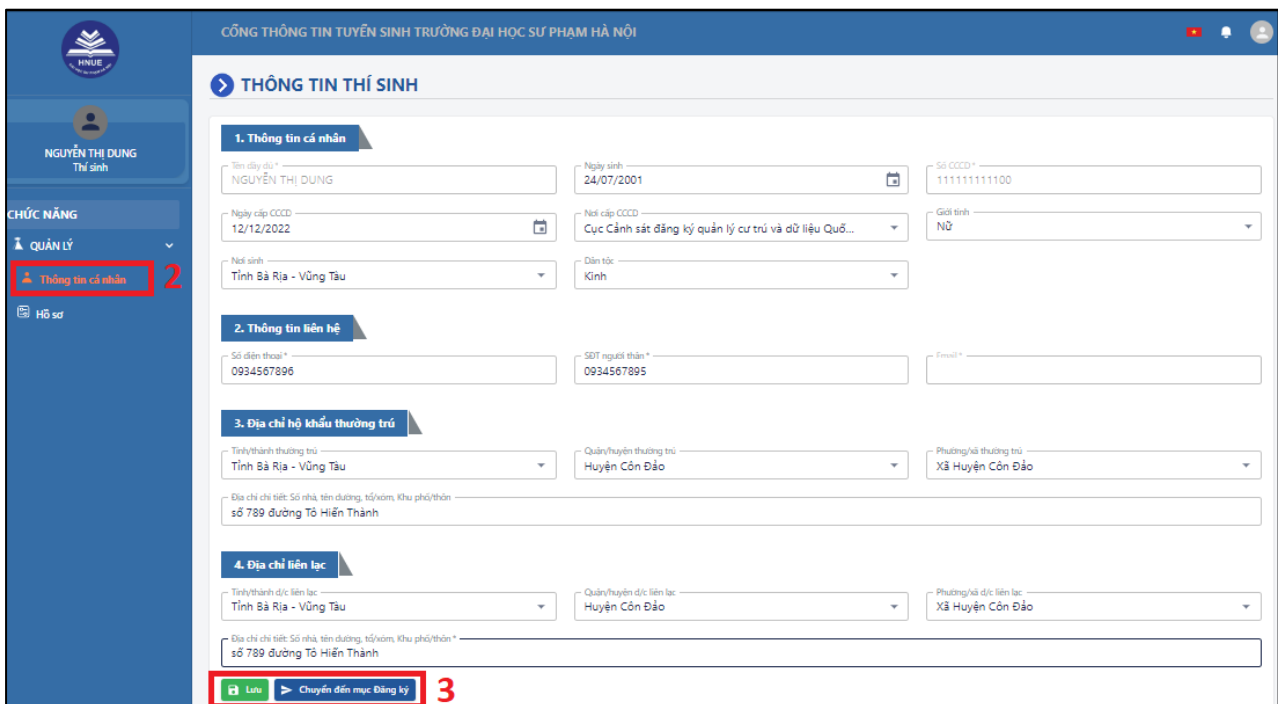 CỔNG THÔNG TIN TUYỂN SINH TRƯỜNG ĐẠI HỌC SƯ PHẠM HÀ NỘI
HNUE
NGUYỄN THỊ DUNG
Thí sinh
CHỨC NĂNG
QUẢN LÝ
Thông tin cá nhân
2
Hồ sơ
THÔNG TIN THÍ SINH
1. Thông tin cá nhân
Tên đầy đủ * Ngày sinh Số CCCD *
NGUYỄN THỊ DUNG 24/07/2001 111111111100
Ngày cấp CCCD Nơi cấp CCCD Giới tính
12/12/2022 Cục Cảnh sát đăng ký quản lý cư trú và dữ liệu Quố... Nữ
Nơi sinh Dân tộc
Tỉnh Bà Rịa - Vũng Tàu Kinh
2. Thông tin liên hệ
Số điện thoại * SĐT người thân * Email *
0934567896 0934567895
3. Địa chỉ hộ khẩu thường trú
Tỉnh/thành thường trú Quận/huyện thường trú Phường/xã thường trú
Tỉnh Bà Rịa - Vũng Tàu Huyện Côn Đảo Xã Huyện Côn Đảo
Địa chỉ chi tiết: Số nhà, tên đường, tổ/xóm, Khu phố/thôn
số 789 đường Tô Hiến Thành
4. Địa chỉ liên lạc
Tỉnh/thành đ/c liên lạc Quận/huyện đ/c liên lạc Phường/xã đ/c liên lạc
Tỉnh Bà Rịa - Vũng Tàu Huyện Côn Đảo Xã Huyện Côn Đảo
Địa chỉ chi tiết: Số nhà, tên đường, tổ/xóm, Khu phố/thôn *
số 789 đường Tô Hiến Thành
Lưu Chuyển đến mục Đăng ký 3